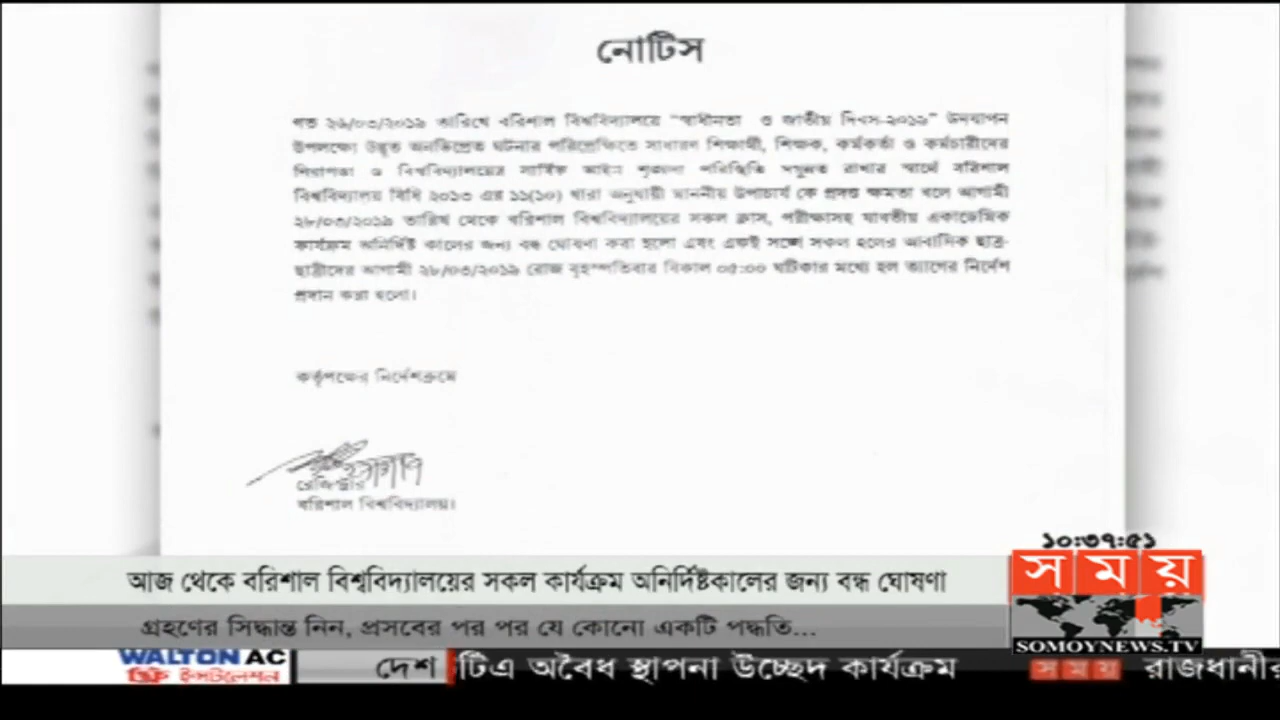 নোটিস
গত ২৬/০৩/২০১৯ তারিখে বরিশাল বিশ্ববিদ্যালয়ে "স্বাধীনতা ও জাতীয় দিবস-২০১৯" উদযাপন
উপলক্ষ্যে উদ্ভূত অনভিপ্রেত ঘটনার পরিপ্রেক্ষিতে সাধারণ শিক্ষার্থী, শিক্ষক, কর্মকর্তা ও কর্মচারীদের
নিরাপত্তা ও বিশ্ববিদ্যালয়ের সার্বিক আইন শৃঙ্খলা পরিস্থিতি সমুন্নত রাখার স্বার্থে বরিশাল
বিশ্ববিদ্যালয় বিধি ২০১৩ এর ১১(১০) ধারা অনুযায়ী মাননীয় উপাচার্য কে প্রদত্ত ক্ষমতা বলে আগামী
২৮/০৩/২০১৯ তারিখ থেকে বরিশাল বিশ্ববিদ্যালয়ের সকল ক্লাস, পরীক্ষাসহ যাবতীয় একাডেমিক
কার্যক্রম অনির্দিষ্ট কালের জন্য বন্ধ ঘোষণা করা হলো এবং একই সঙ্গে সকল হলের আবাসিক ছাত্র-
ছাত্রীদের আগামী ২৮/০৩/২০১৯ রোজ বৃহস্পতিবার বিকাল ০৫:০০ ঘটিকার মধ্যে হল ত্যাগের নির্দেশ
প্রদান করা হলো।
কর্তৃপক্ষের নির্দেশক্রমে
রেজিস্ট্রার
বরিশাল বিশ্ববিদ্যালয়।
১০:৩৭:৫১
সময়
SOMOYNEWS.TV
আজ থেকে বরিশাল বিশ্ববিদ্যালয়ের সকল কার্যক্রম অনির্দিষ্টকালের জন্য বন্ধ ঘোষণা
গ্রহণের সিদ্ধান্ত নিন, প্রসবের পর পর যে কোনো একটি পদ্ধতি...
WALTON AC
ফ্রি ইন্সটলেশন
দেশ টিএ অবৈধ স্থাপনা উচ্ছেদ কার্যক্রম সময় রাজধানীর